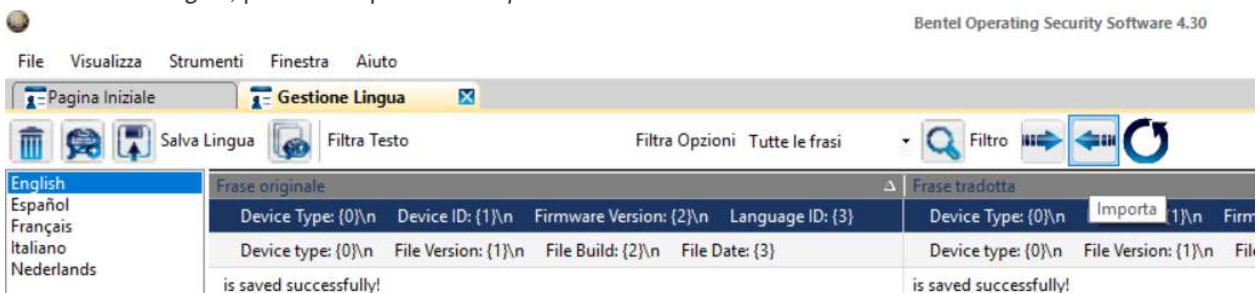 Bentel Operating Security Software 4.30
File Visualizza Strumenti Finestra Aiuto
Pagina Iniziale Gestione Lingua
Salva Lingua Filtra Testo Filtra Opzioni Tutte le frasi Filtro
English
Español
Français
Italiano
Nederlands
Frase originale Frase tradotta
Device Type: {0}\n Device ID: {1}\n Firmware Version: {2}\n Language ID: {3} Device Type: {0}\n Importa {1}\n Firm
Device type: {0}\n File Version: {1}\n File Build: {2}\n File Date: {3} Device type: {0}\n File Version: {1}\n File
is saved successfully! is saved successfully!